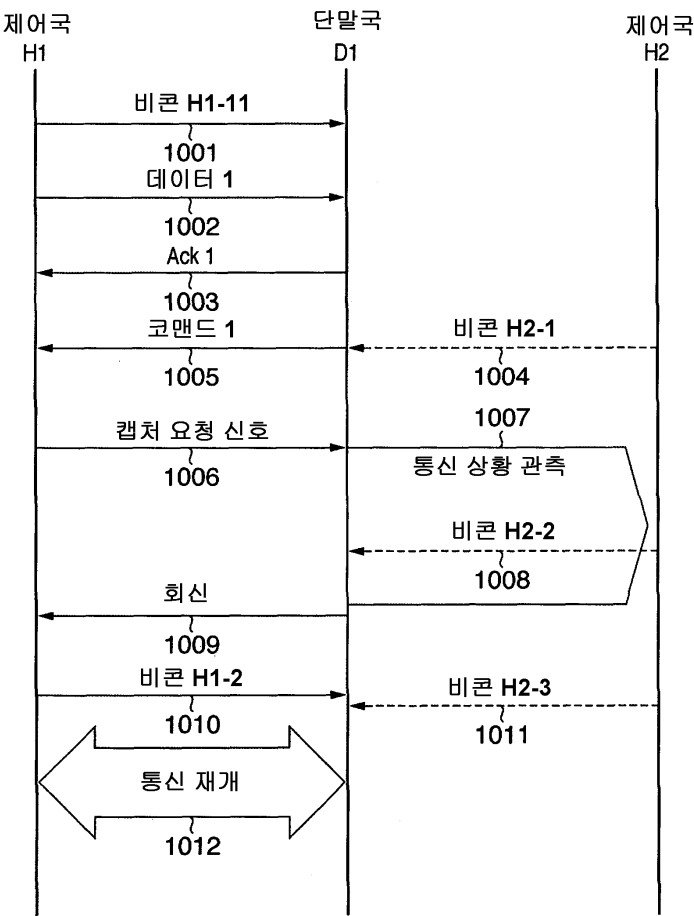 제어국
H1
단말국
D1
제어국
H2
비콘 H1-11
1001
데이터 1
1002
Ack 1
1003
코맨드 1
1005
비콘 H2-1
1004
캡처 요청 신호
1006
1007
통신 상황 관측
비콘 H2-2
1008
회신
1009
비콘 H1-2
1010
비콘 H2-3
1011
통신 재개
1012